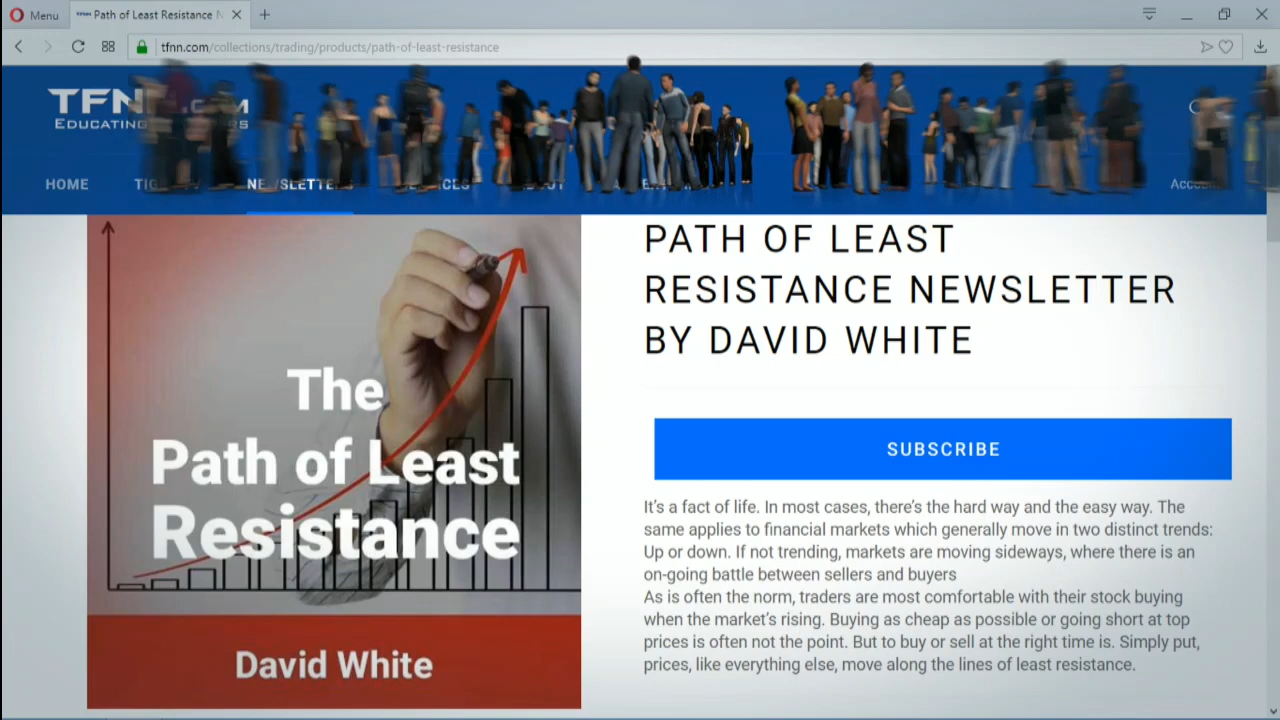 Menu
Path of Least Resistance N
tfnn.com/collections/trading/products/path-of-least-resistance
TFN
EDUCATING
HOME
PATH OF LEAST
RESISTANCE NEWSLETTER
BY DAVID WHITE
The
Path of Least
Resistance
David White
SUBSCRIBE
It's a fact of life. In most cases, there's the hard way and the easy way. The
same applies to financial markets which generally move in two distinct trends:
Up or down. If not trending, markets are moving sideways, where there is an
on-going battle between sellers and buyers
As is often the norm, traders are most comfortable with their stock buying
when the market's rising. Buying as cheap as possible or going short at top
prices is often not the point. But to buy or sell at the right time is. Simply put,
prices, like everything else, move along the lines of least resistance.